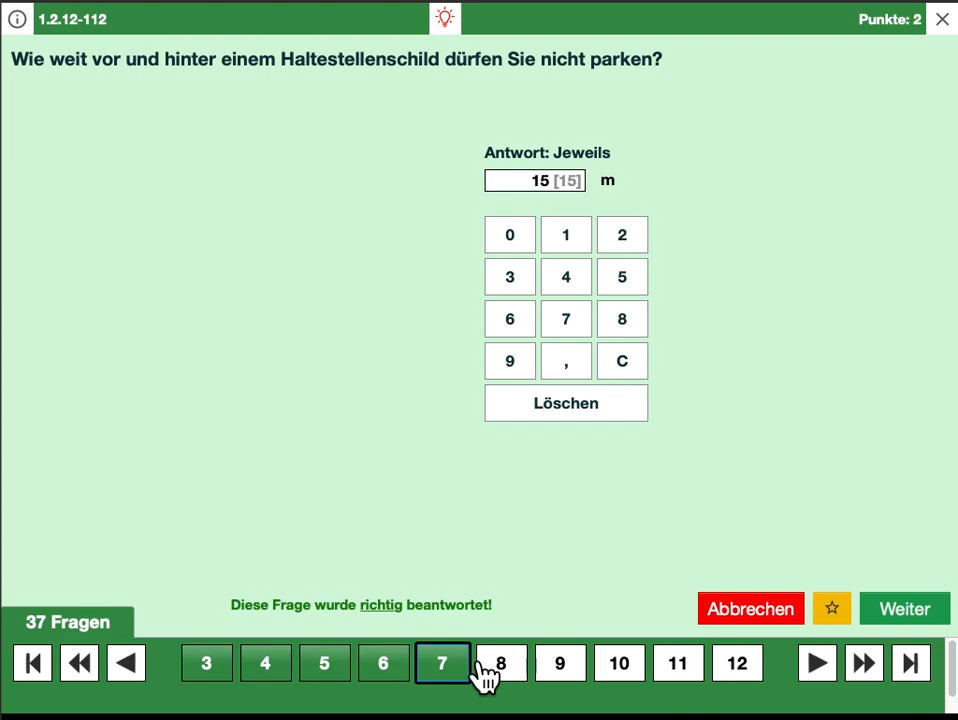 1.2.12-112
Punkte: 2
Wie weit vor und hinter einem Haltestellenschild dürfen Sie nicht parken?
Antwort: Jeweils
15 [15] m
0 1 2
3 4 5
6 7 8
9 , C
Löschen
Diese Frage wurde richtig beantwortet!
Abbrechen
Weiter
37 Fragen
3 4 5 6 7 8 9 10 11 12